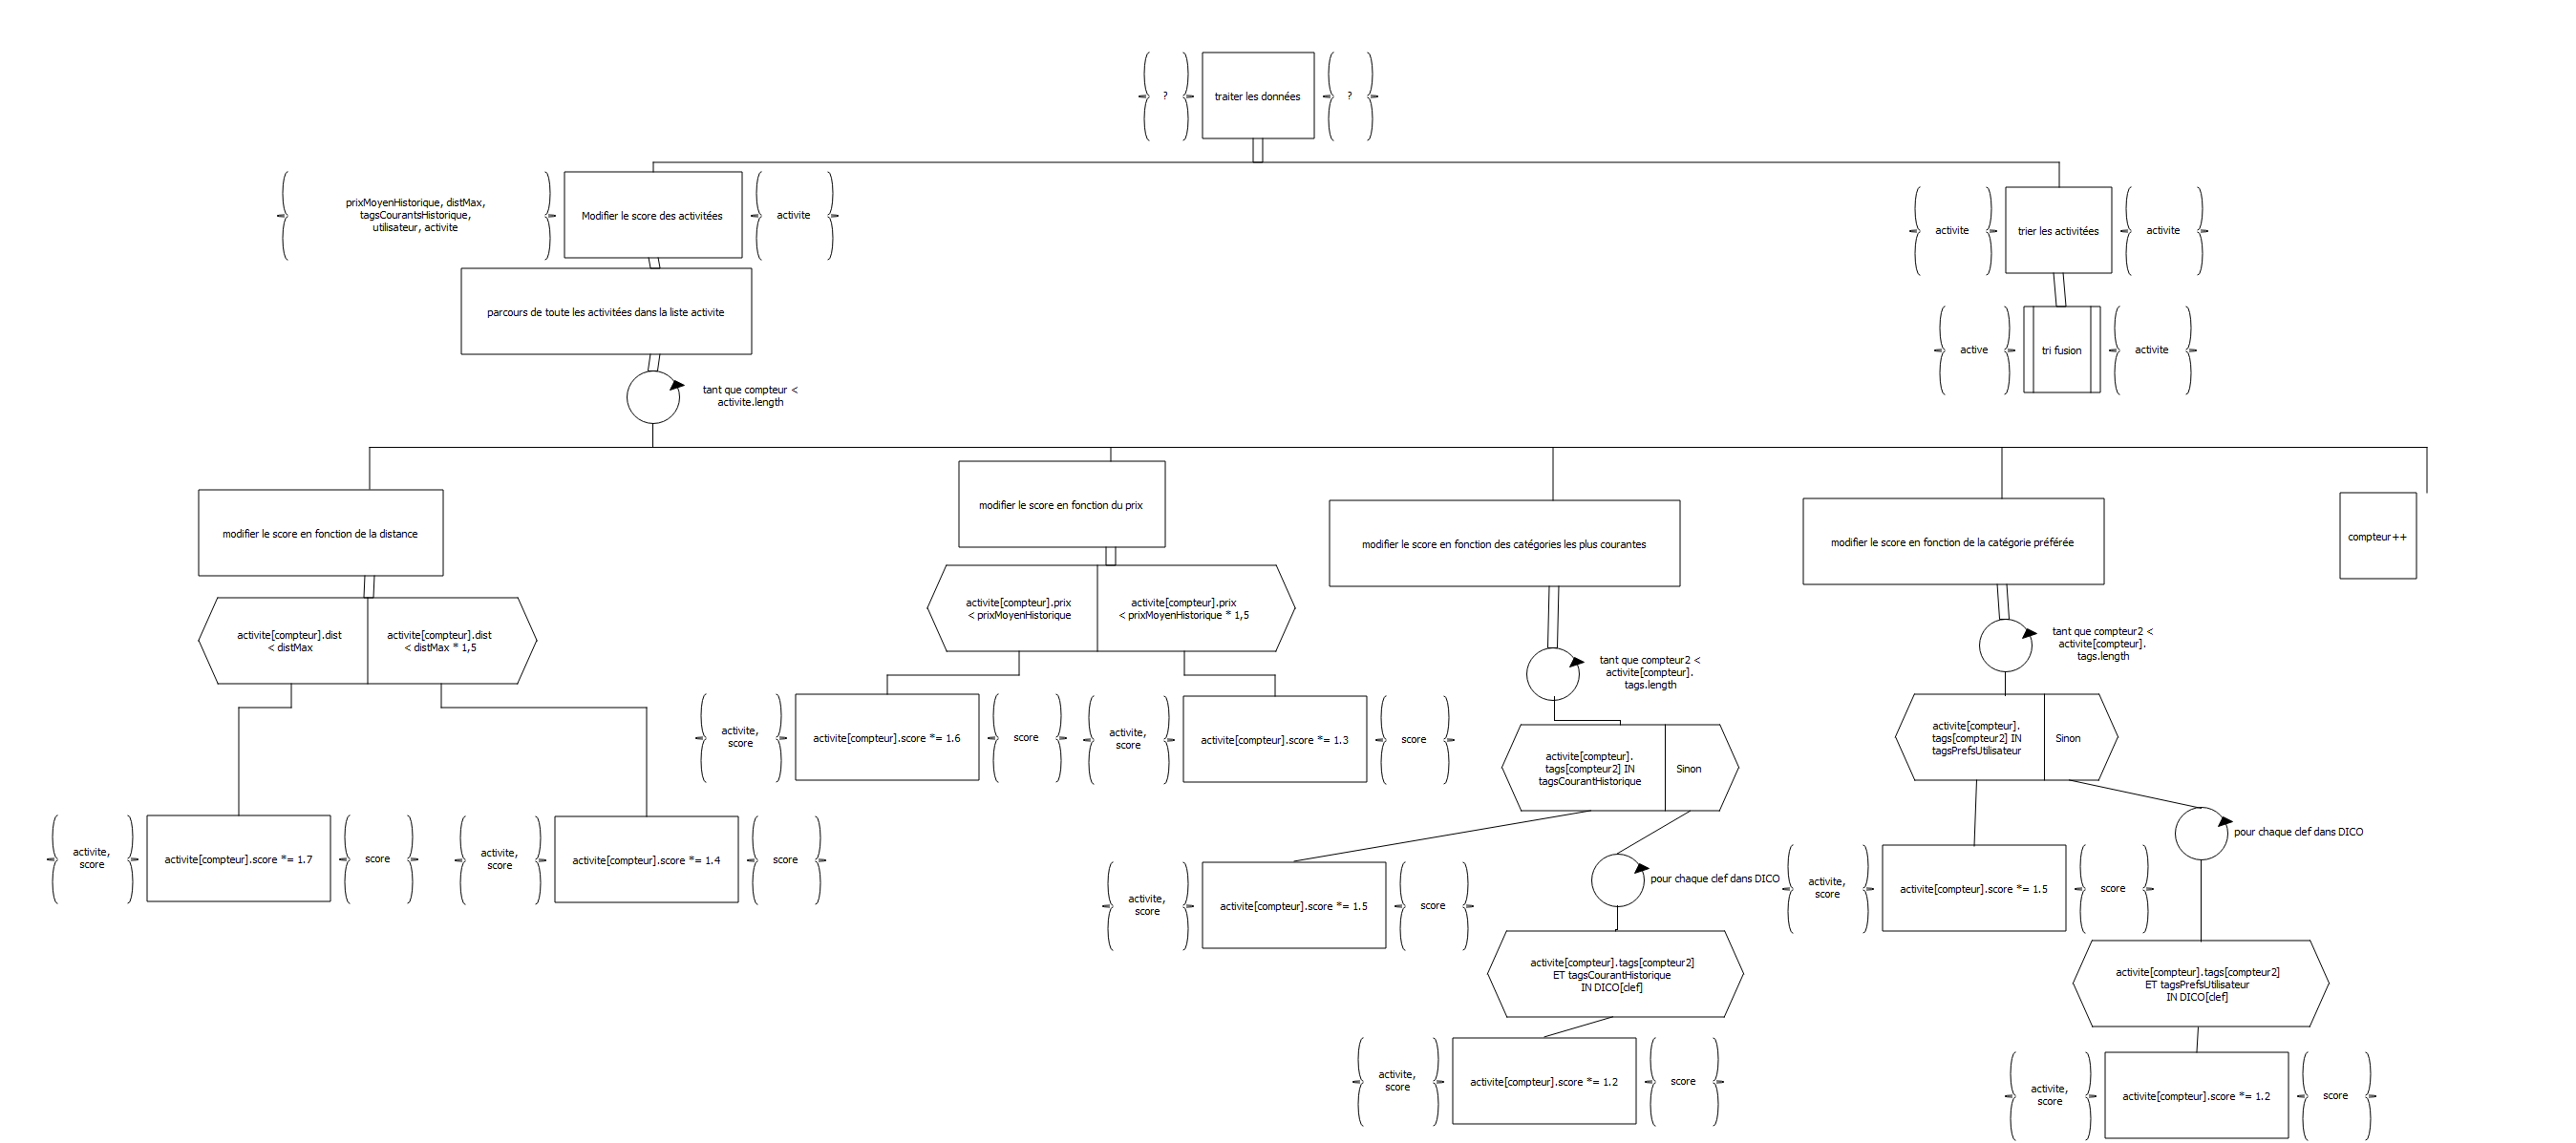 ?
traiter les données
?
prixMoyenHistorique, distMax,
tagsCourantsHistorique,
utilisateur, activite
Modifier le score des activitées
activite
activite
trier les activitées
activite
parcours de toute les activitées dans la liste activite
active
tri fusion
activite
tant que compteur <
activite.length
modifier le score en fonction de la distance
modifier le score en fonction du prix
modifier le score en fonction des catégories les plus courantes
modifier le score en fonction de la catégorie préférée
compteur++
activite[compteur].dist
< distMax
activite[compteur].dist
< distMax * 1,5
activite[compteur].prix
< prixMoyenHistorique
activite[compteur].prix
< prixMoyenHistorique * 1,5
tant que compteur2 <
activite[compteur].
tags.length
tant que compteur2 <
activite[compteur].
tags.length
activite,
score
activite[compteur].score *= 1.6
score
activite,
score
activite[compteur].score *= 1.3
score
activite[compteur].
tags[compteur2] IN
tagsCourantHistorique
Sinon
activite[compteur].
tags[compteur2] IN
tagsPrefsUtilisateur
Sinon
activite,
score
activite[compteur].score *= 1.7
score
activite,
score
activite[compteur].score *= 1.4
score
activite,
score
activite[compteur].score *= 1.5
score
pour chaque clef dans DICO
activite,
score
activite[compteur].score *= 1.5
score
pour chaque clef dans DICO
activite[compteur].tags[compteur2]
ET tagsCourantHistorique
IN DICO[clef]
activite[compteur].tags[compteur2]
ET tagsPrefsUtilisateur
IN DICO[clef]
activite,
score
activite[compteur].score *= 1.2
score
activite,
score
activite[compteur].score *= 1.2
score